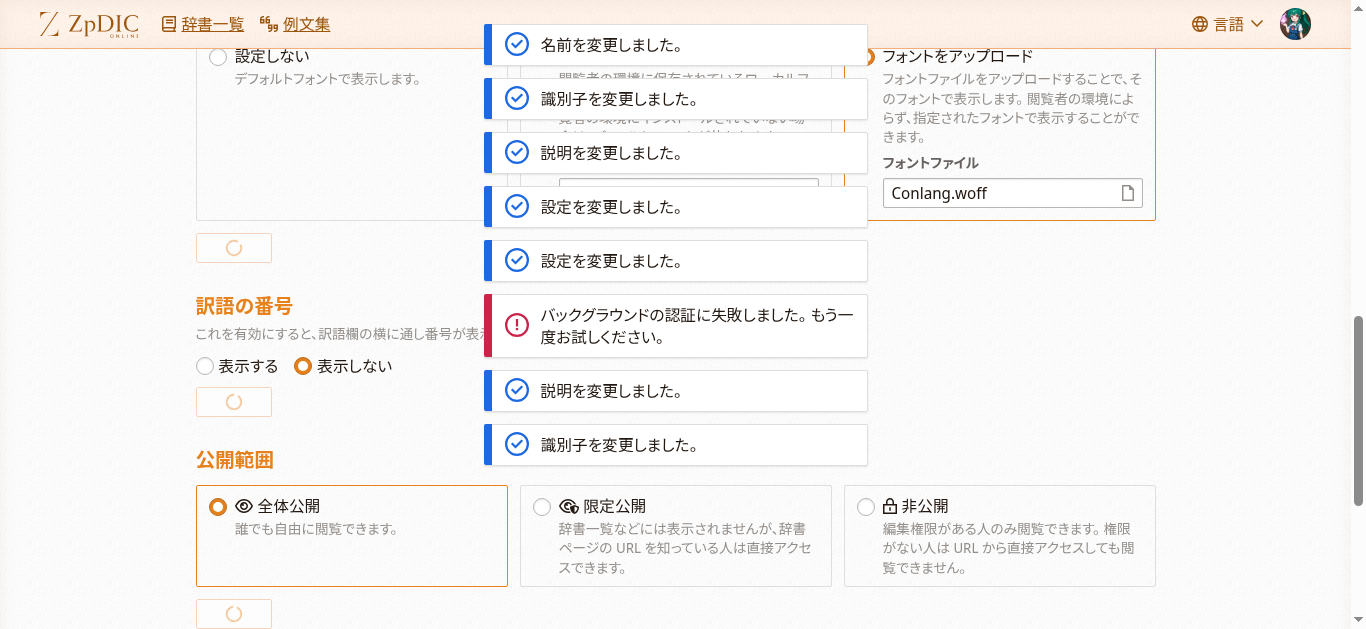 ZpDIC
ONLINE
辞書一覧
例文集
言語
名前を変更しました。
識別子を変更しました。
説明を変更しました。
設定を変更しました。
設定を変更しました。
バックグラウンドの認証に失敗しました。もう一
度お試しください。
説明を変更しました。
識別子を変更しました。
設定しない
デフォルトフォントで表示します。
フォントをアップロード
フォントファイルをアップロードすることで、そ
のフォントで表示します。閲覧者の環境によ
らず、指定されたフォントで表示することがで
きます。
フォントファイル
Conlang.woff
訳語の番号
これを有効にすると、訳語欄の横に通し番号が表示
表示する
表示しない
公開範囲
全体公開
誰でも自由に閲覧できます。
限定公開
辞書一覧などには表示されませんが、辞書
ページの URL を知っている人は直接アクセ
スできます。
非公開
編集権限がある人のみ閲覧できます。権限
がない人は URL から直接アクセスしても閲
覧できません。